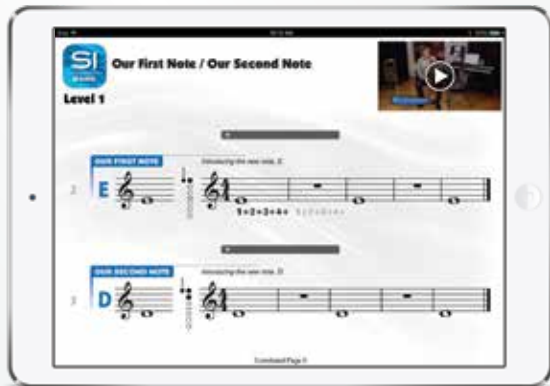 SI
Our First Note / Our Second Note
Level 1
OUR FIRST NOTE
Introducing the new note, E
2
E
1+2+3+4+
OUR SECOND NOTE
Introducing the new note, D
3
D